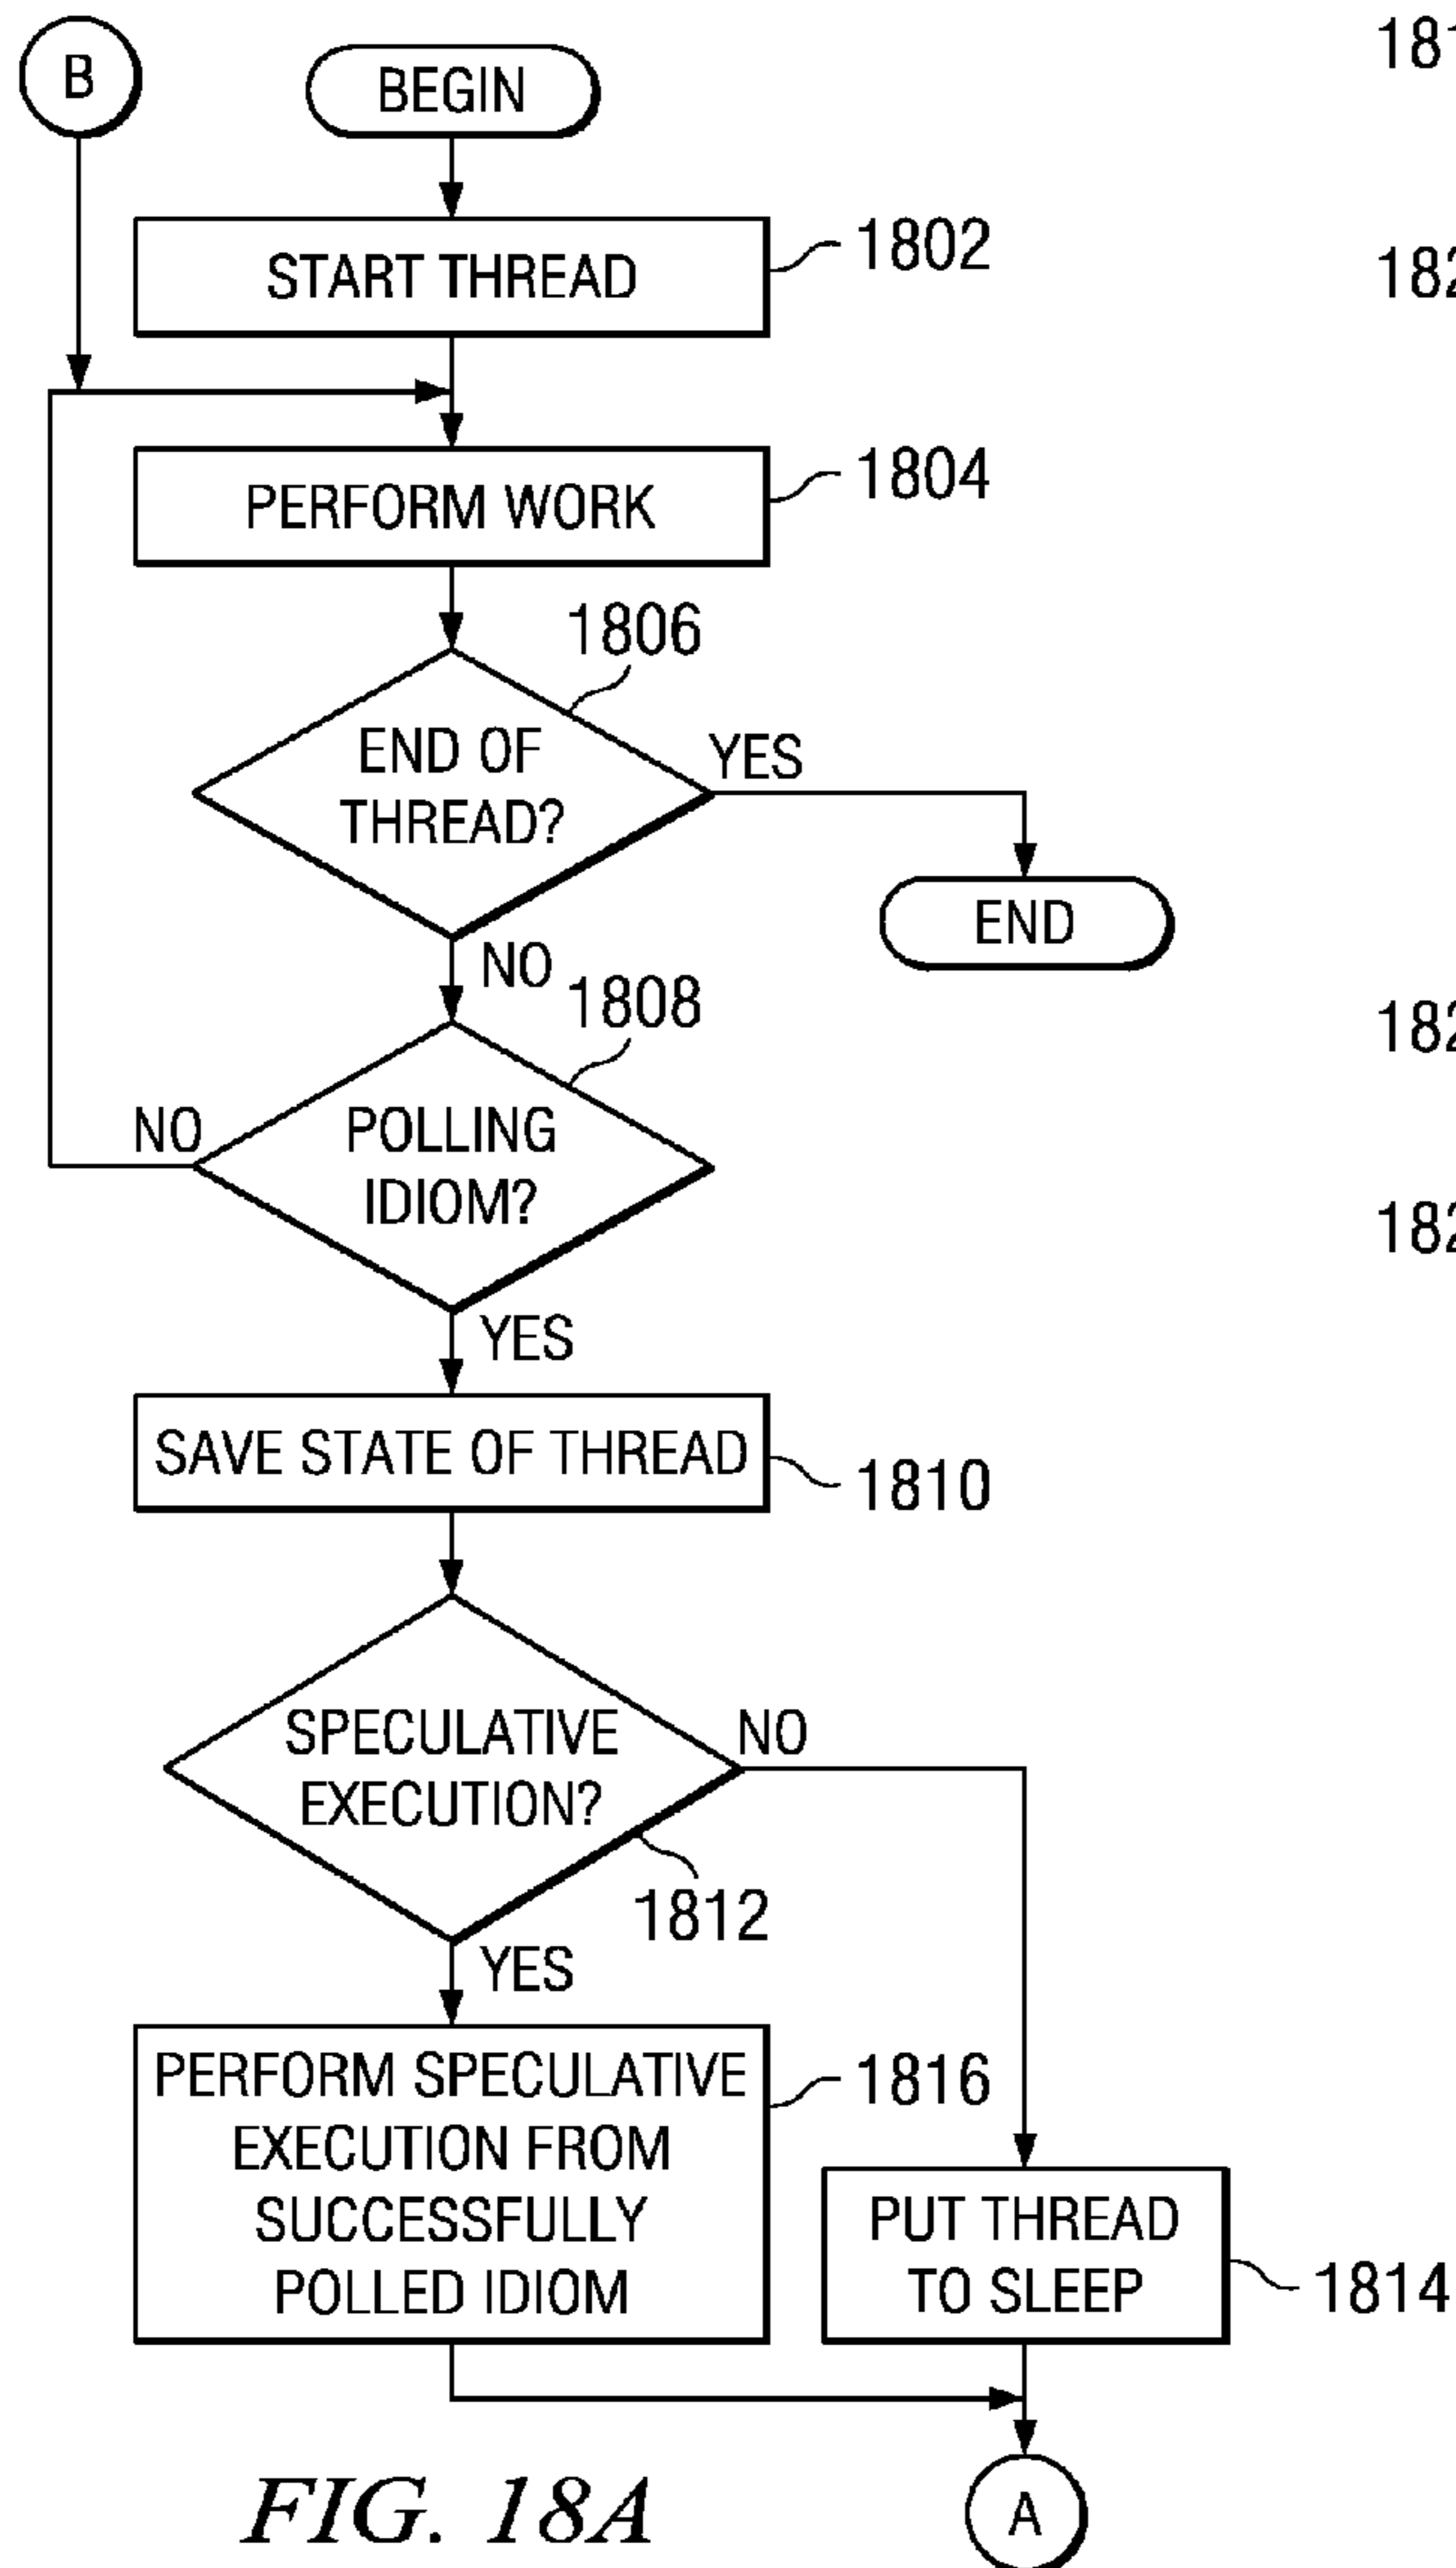 B
BEGIN
START THREAD
1802
PERFORM WORK
1804
1806
END OF
THREAD?
YES
END
NO
1808
POLLING
IDIOM?
NO
YES
SAVE STATE OF THREAD
1810
SPECULATIVE
EXECUTION?
NO
1812
YES
PERFORM SPECULATIVE
EXECUTION FROM
SUCCESSFULLY
POLLED IDIOM
1816
PUT THREAD
TO SLEEP
1814
A
FIG. 18A